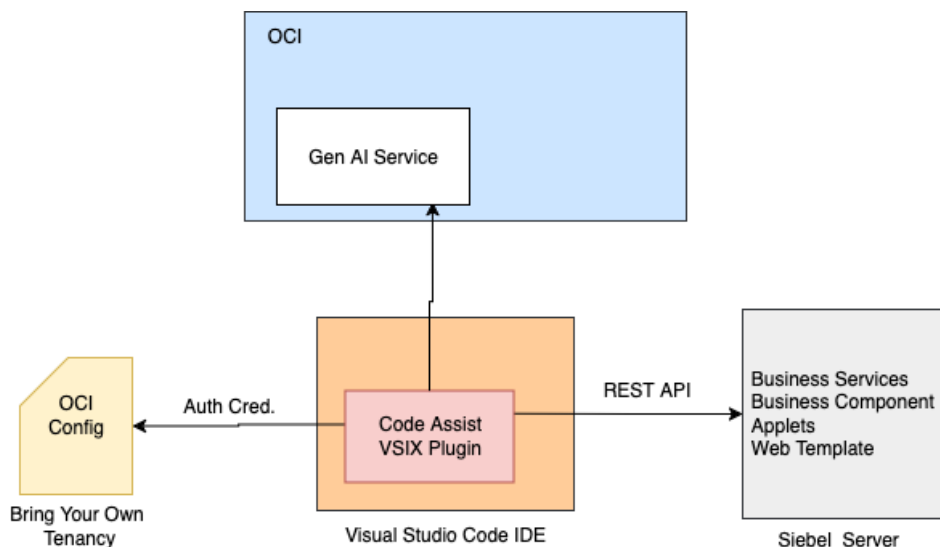 OCI
Gen AI Service
OCI
Config
Auth Cred.
Code Assist
VSIX Plugin
REST API
Business Services
Business Component
Applets
Web Template
Bring Your Own
Tenancy
Visual Studio Code IDE
Siebel Server